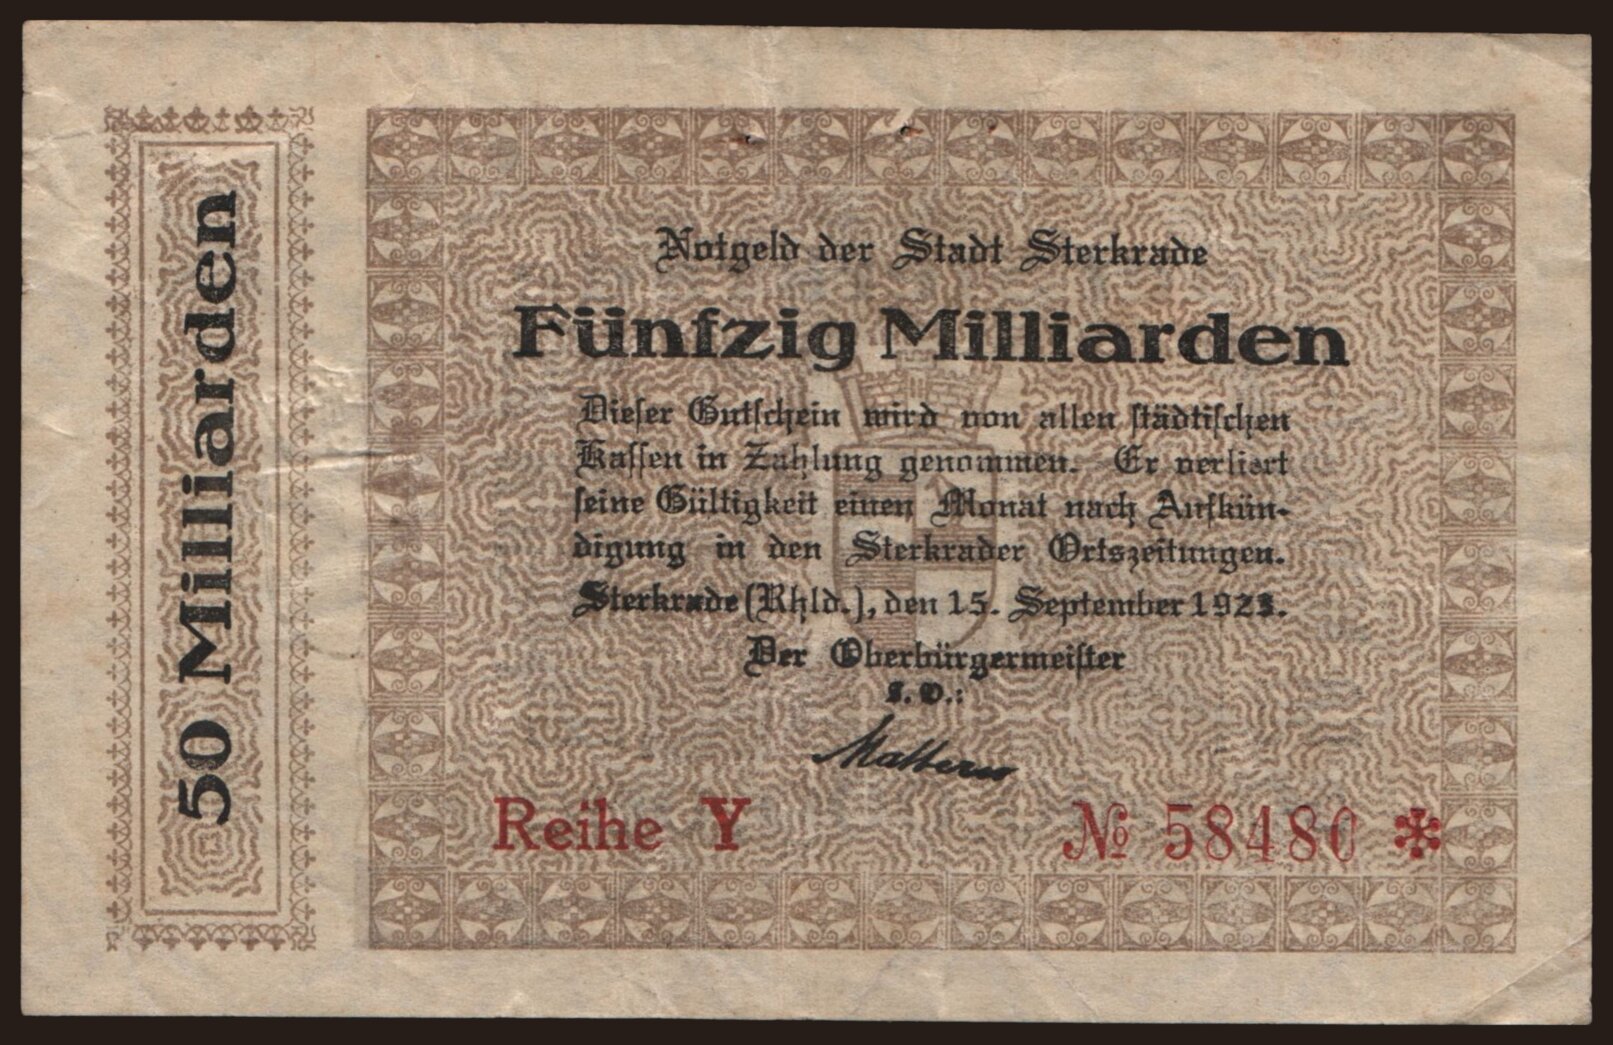 50 Milliarden
Notgeld der Stadt Sterkrade
Fünfzig Milliarden
Dieser Gutschein wird von allen städtischen
Kassen in Zahlung genommen. Er verliert
seine Gültigkeit einen Monat nach Aufkün-
digung in den Sterkrader Ortszeitungen.
Sterkrade (Rhld.), den 15. September 1923.
Der Oberbürgermeister
I. V.:
Reihe Y № 58480 *